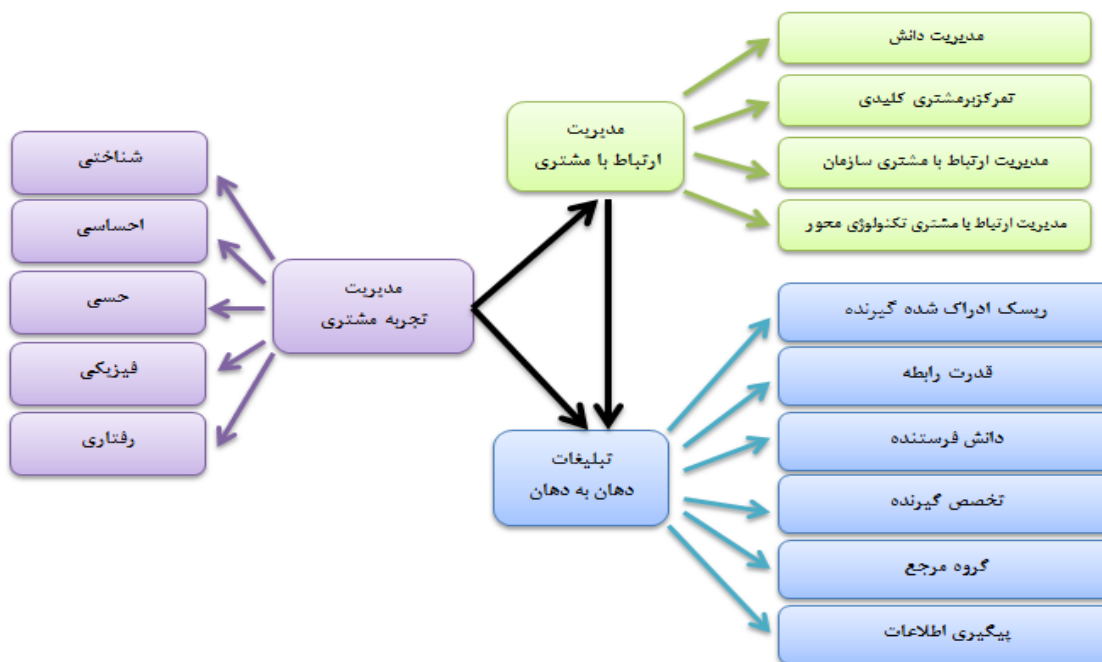 مدیریت دانش
تمرکزبرمشتری کلیدی
مدیریت ارتباط با مشتری سازمان
مدیریت ارتباط با مشتری تکنولوژی محور
مدیریت
ارتباط با مشتری
شناختی
احساسی
حسی
فیزیکی
رفتاری
مدیریت
تجربه مشتری
ریسک ادراک شده گیرنده
قدرت رابطه
دانش فرستنده
تخصص گیرنده
گروه مرجع
پیگیری اطلاعات
تبلیغات
دهان به دهان